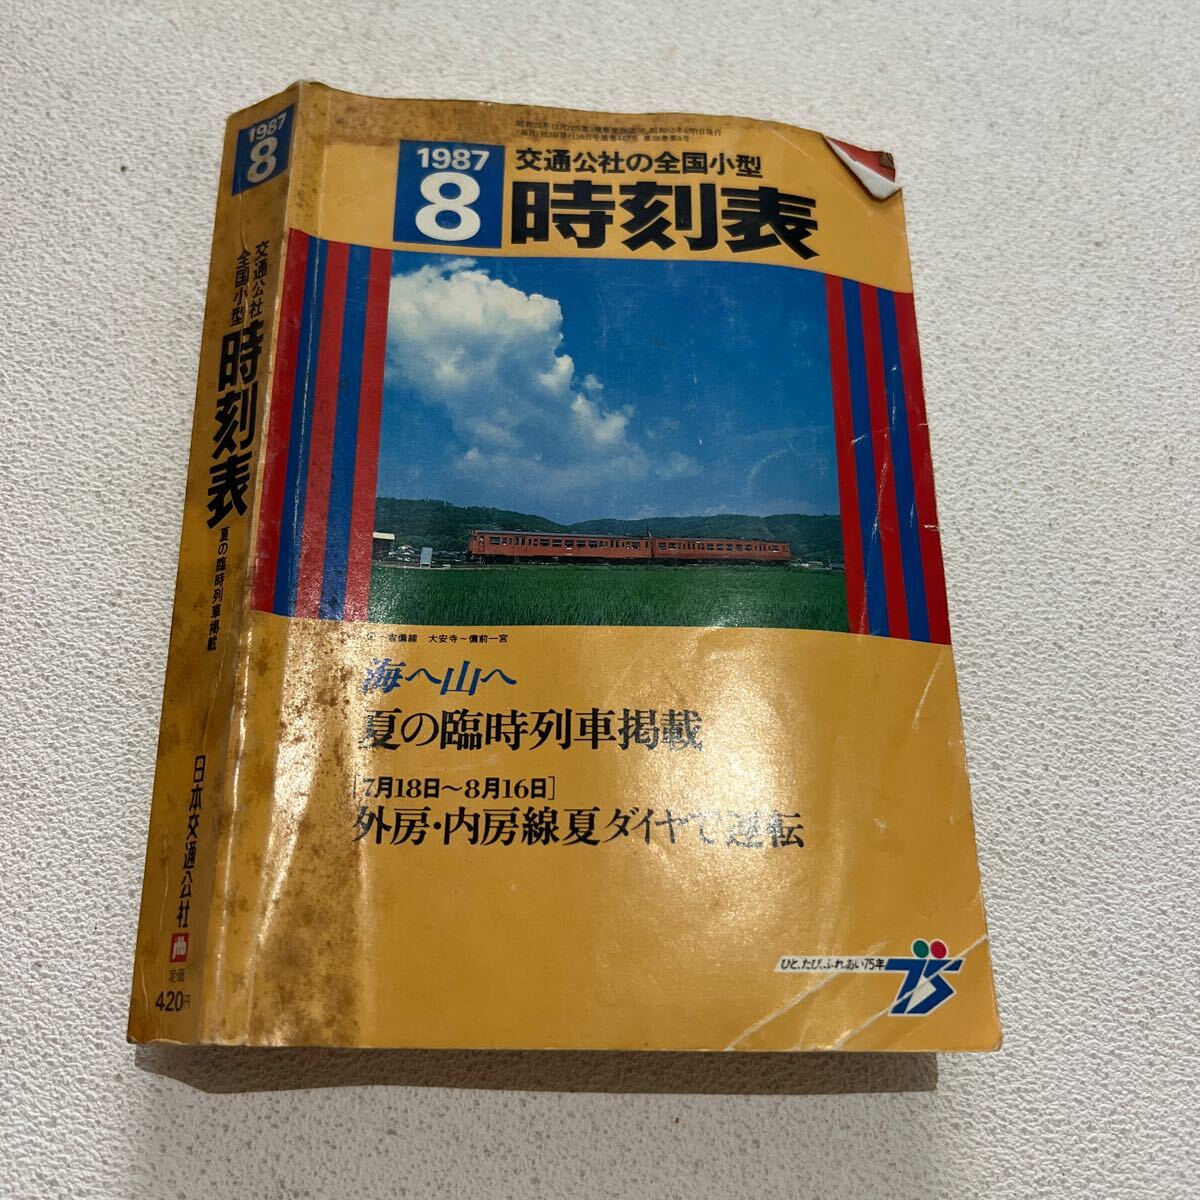 1987
8
交通公社の
全国小型
時刻表
夏の臨時列車掲載
日本交通公社
jtb
定価
420円
1987
8
交通公社の全国小型
時刻表
吉備線 大安寺〜備前一宮
海へ山へ
夏の臨時列車掲載
[7月18日〜8月16日]
外房・内房線夏ダイヤで運転
ひと、たび、ふれあい75年
75